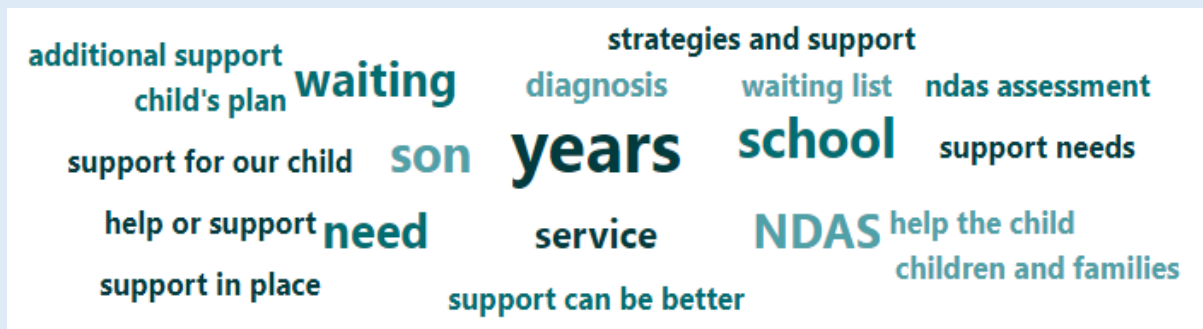 strategies and support
additional support
waiting
diagnosis
waiting list
ndas assessment
child's plan
years
school
support for our child
son
support needs
help or support
need
service
NDAS
help the child
children and families
support in place
support can be better